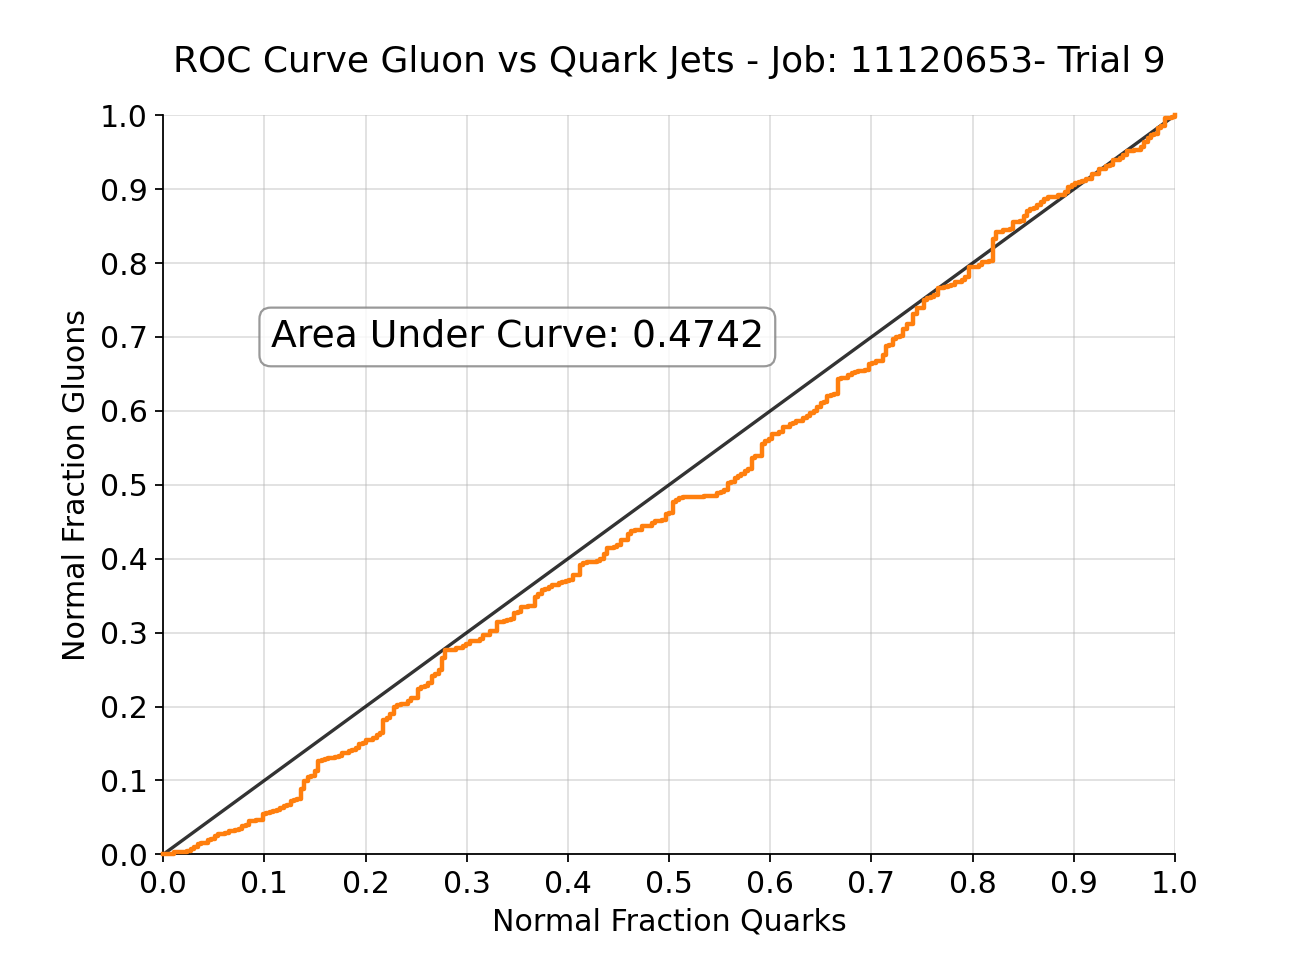 ROC Curve Gluon vs Quark Jets - Job: 11120653- Trial 9
1.0
0.9
0.8
0.7
0.6
0.5
0.4
0.3
0.2
0.1
0.0
Normal Fraction Gluons
Area Under Curve: 0.4742
0.0 0.1 0.2 0.3 0.4 0.5 0.6 0.7 0.8 0.9 1.0
Normal Fraction Quarks